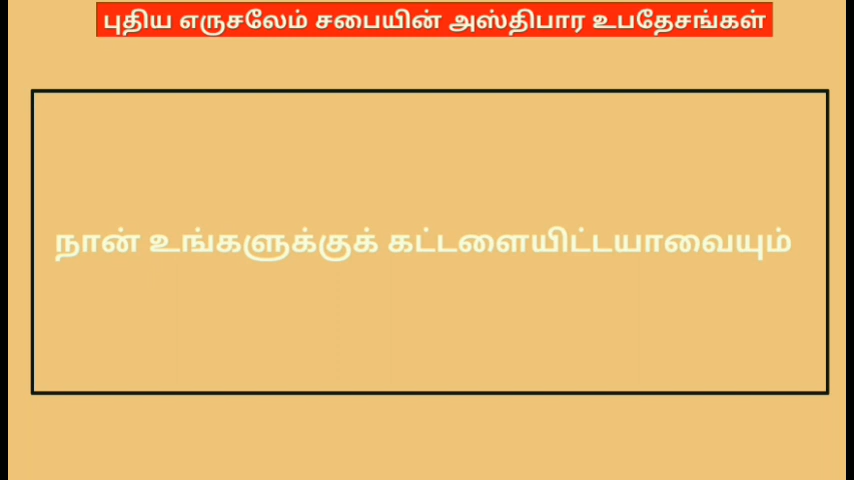 புதிய எருசலேம் சபையின் அஸ்திபார உபதேசங்கள்
நான் உங்களுக்குக் கட்டளையிட்டயாவையும்